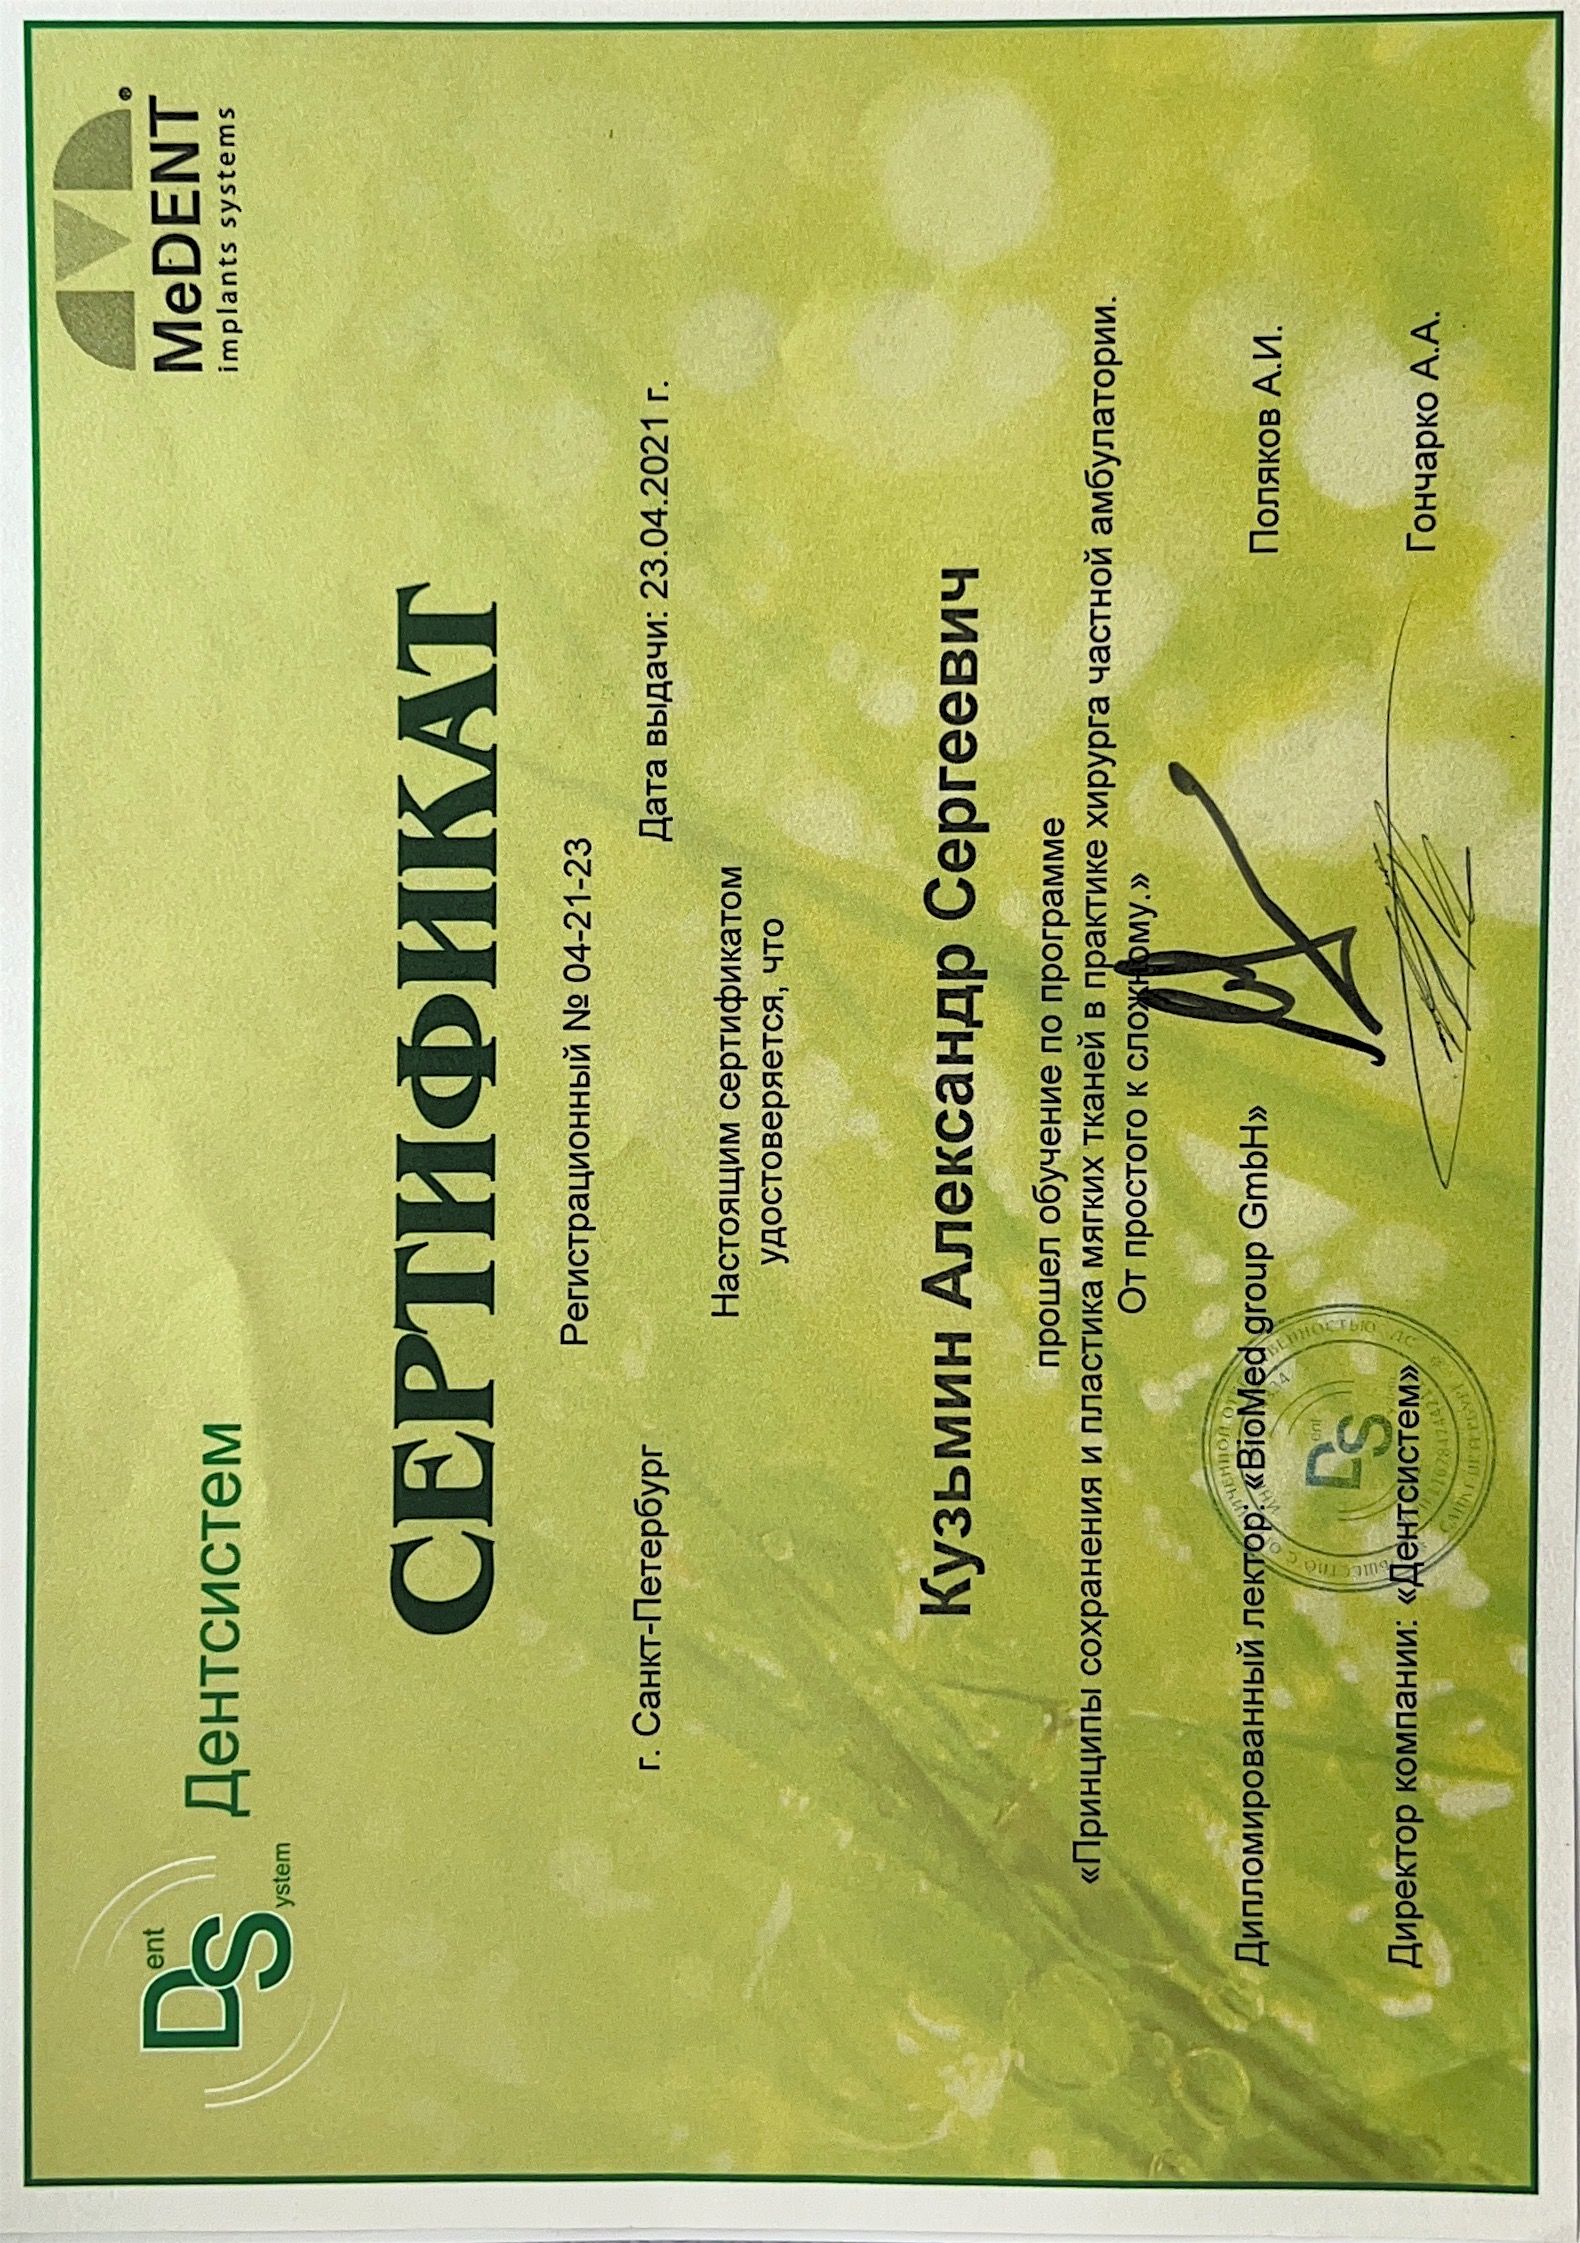 Dent
System
Дентсистем
MeDENT®
implants systems
СЕРТИФИКАТ
Регистрационный № 04-21-23
г. Санкт-Петербург
Дата выдачи: 23.04.2021 г.
Настоящим сертификатом
удостоверяется, что
Кузьмин Александр Сергеевич
прошел обучение по программе
«Принципы сохранения и пластика мягких тканей в практике хирурга частной амбулатории.
От простого к сложному.»
Дипломированный лектор: «BioMed group GmbH»
Поляков А.И.
Директор компании: «Дентсистем»
Гончарко А.А.
DS
ent